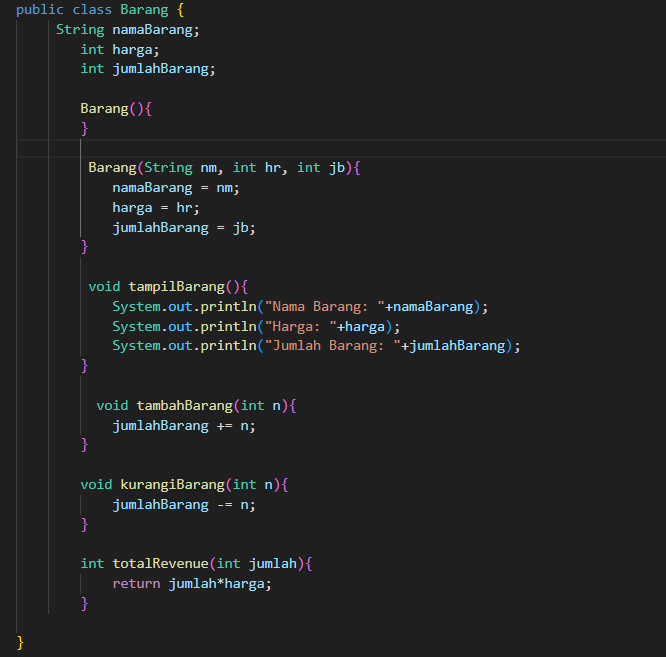 public class Barang {
String namaBarang;
int harga;
int jumlahBarang;
Barang(){
}
Barang(String nm, int hr, int jb){
namaBarang = nm;
harga = hr;
jumlahBarang = jb;
}
void tampilBarang(){
System.out.println("Nama Barang: "+namaBarang);
System.out.println("Harga: "+harga);
System.out.println("Jumlah Barang: "+jumlahBarang);
}
void tambahBarang(int n){
jumlahBarang += n;
}
void kurangiBarang(int n){
jumlahBarang -= n;
}
int totalRevenue(int jumlah){
return jumlah*harga;
}
}